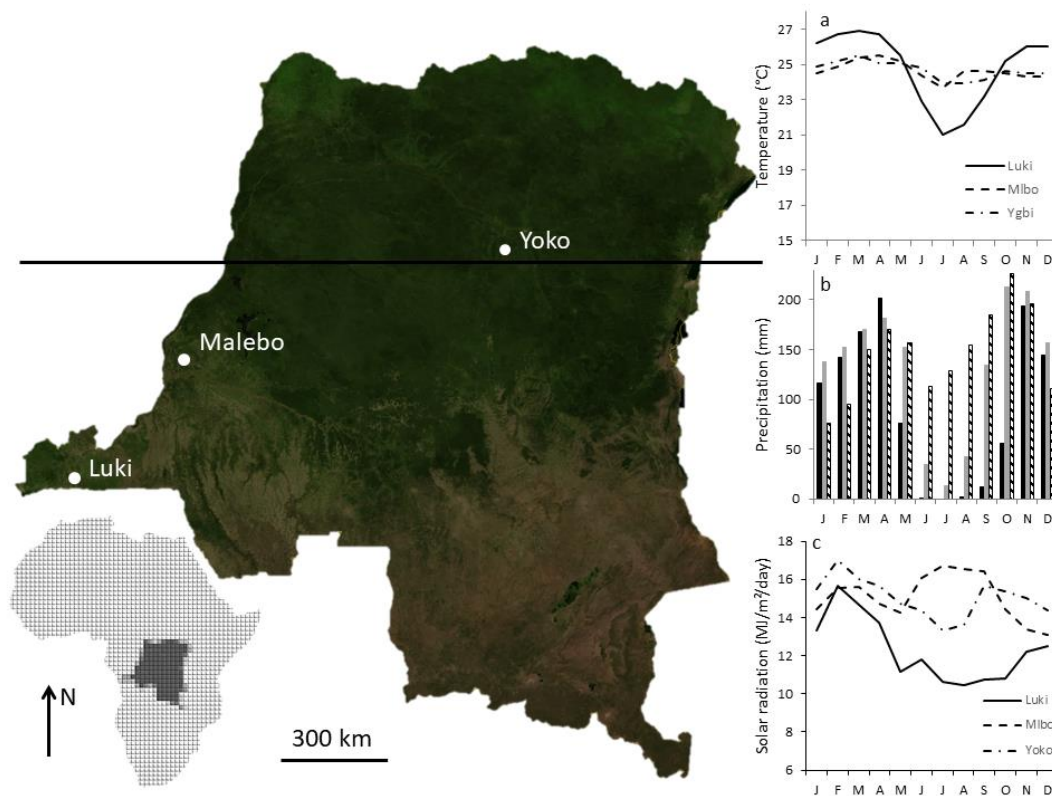 Yoko
Malebo
Luki
N
300 km
a
Temperature (°C)
27
25
23
21
19
17
15
Luki
Mlbo
Ygbi
J F M A M J J A S O N D
b
Precipitation (mm)
200
150
100
50
0
J F M A M J J A S O N D
c
Solar radiation (MJ/m²/day)
18
16
14
12
10
8
6
Luki
Mlbo
Yoko
J F M A M J J A S O N D